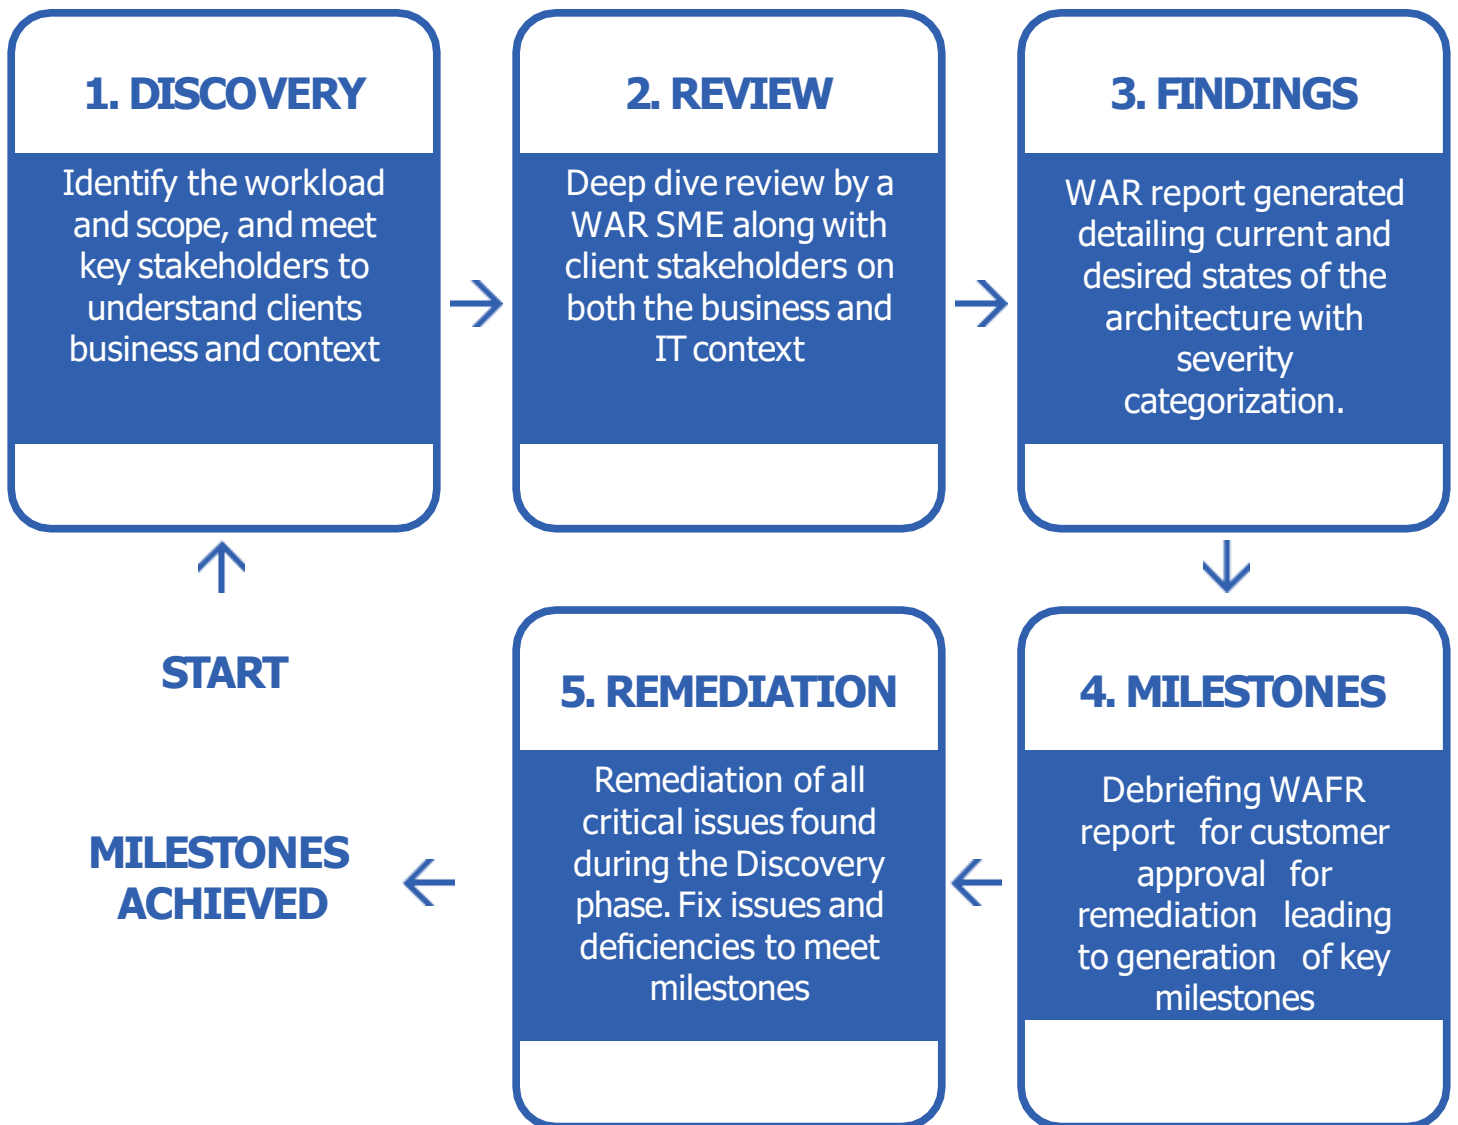 1. DISCOVERY
Identify the workload
and scope, and meet
key stakeholders to
understand clients
business and context
2. REVIEW
Deep dive review by a
WAR SME along with
client stakeholders on
both the business and
IT context
3. FINDINGS
WAR report generated
detailing current and
desired states of the
architecture with
severity
categorization.
START
4. MILESTONES
Debriefing WAFR
report for customer
approval for
remediation leading
to generation of key
milestones
5. REMEDIATION
Remediation of all
critical issues found
during the Discovery
phase. Fix issues and
deficiencies to meet
milestones
MILESTONES
ACHIEVED